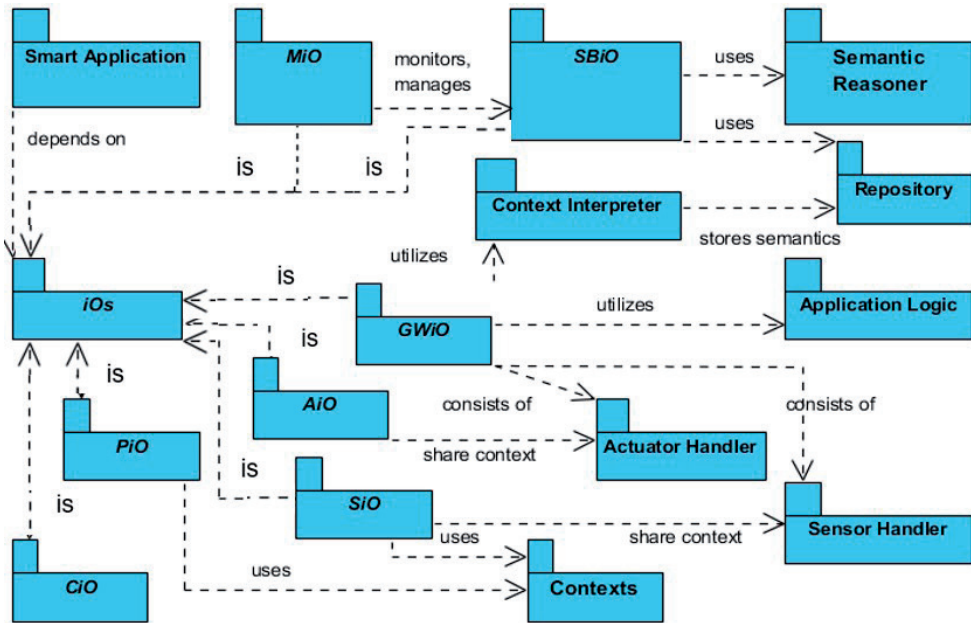 Smart Application
MiO
monitors,
manages
SBiO
uses
Semantic
Reasoner
depends on
uses
is
is
Context Interpreter
Repository
utilizes
stores semantics
is
iOs
utilizes
Application Logic
GWiO
is
is
AiO
consists of
consists of
PiO
share context
Actuator Handler
is
is
SiO
uses
share context
Sensor Handler
CiO
uses
Contexts